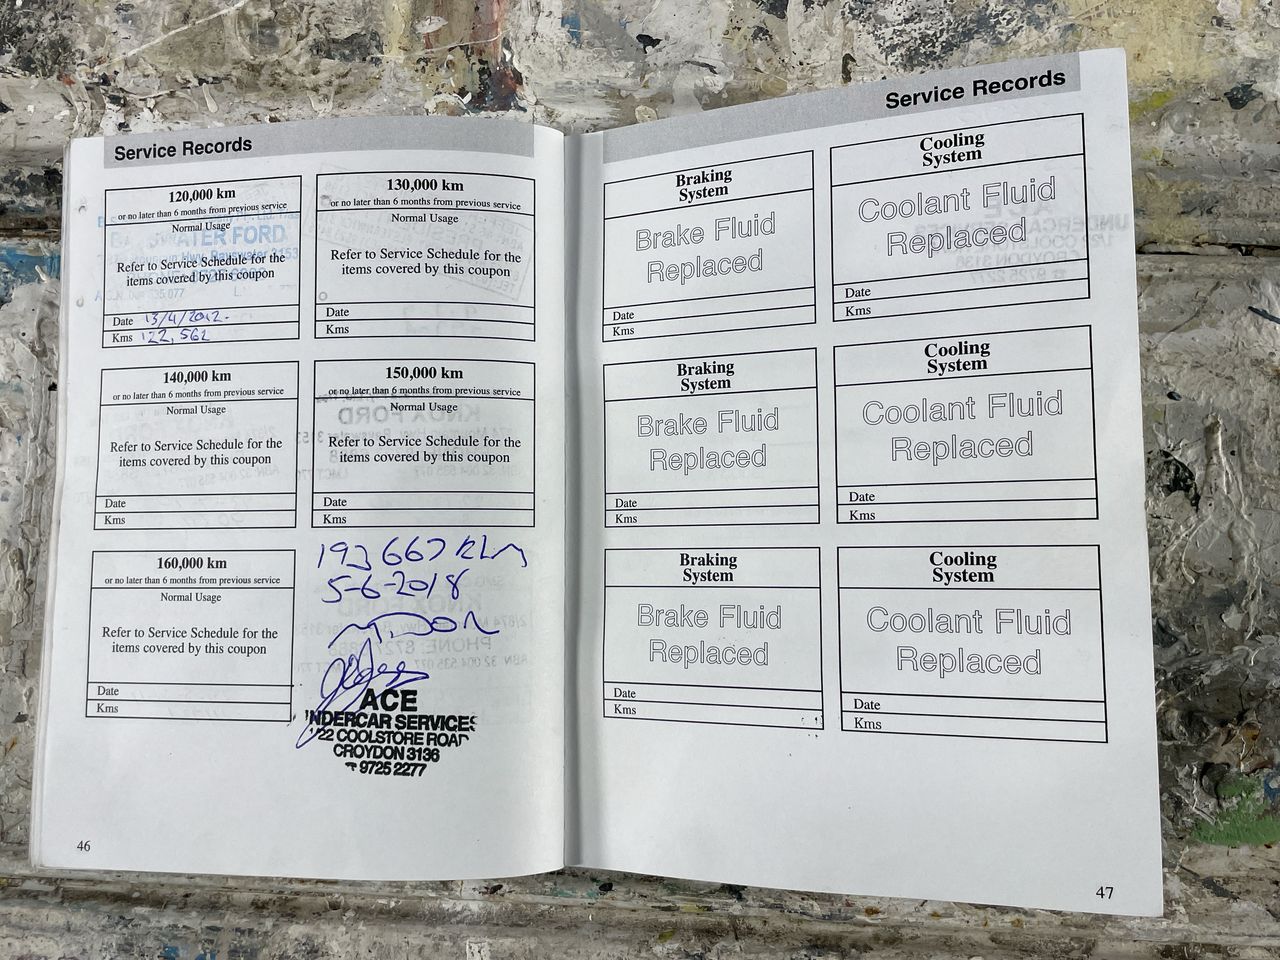 Service Records
120,000 km
or no later than 6 months from previous service
Normal Usage
WATER FORD
Refer to Service Schedule for the
items covered by this coupon
Date 13/4/2012.
Kms 122,562
130,000 km
or no later than 6 months from previous service
Normal Usage
Refer to Service Schedule for the
items covered by this coupon
Date
Kms
140,000 km
or no later than 6 months from previous service
Normal Usage
Refer to Service Schedule for the
items covered by this coupon
Date
Kms
150,000 km
or no later than 6 months from previous service
Normal Usage
Refer to Service Schedule for the
items covered by this coupon
Date
Kms
160,000 km
or no later than 6 months from previous service
Normal Usage
Refer to Service Schedule for the
items covered by this coupon
Date
Kms
193667 KLM
5-6-2018
ACE
UNDERCAR SERVICES
1/22 COOLSTORE ROAD
CROYDON 3136
☎ 9725 2277
46
Service Records
Braking
System
Brake Fluid
Replaced
Date
Kms
Cooling
System
Coolant Fluid
Replaced
Date
Kms
Braking
System
Brake Fluid
Replaced
Date
Kms
Cooling
System
Coolant Fluid
Replaced
Date
Kms
Braking
System
Brake Fluid
Replaced
Date
Kms
Cooling
System
Coolant Fluid
Replaced
Date
Kms
47